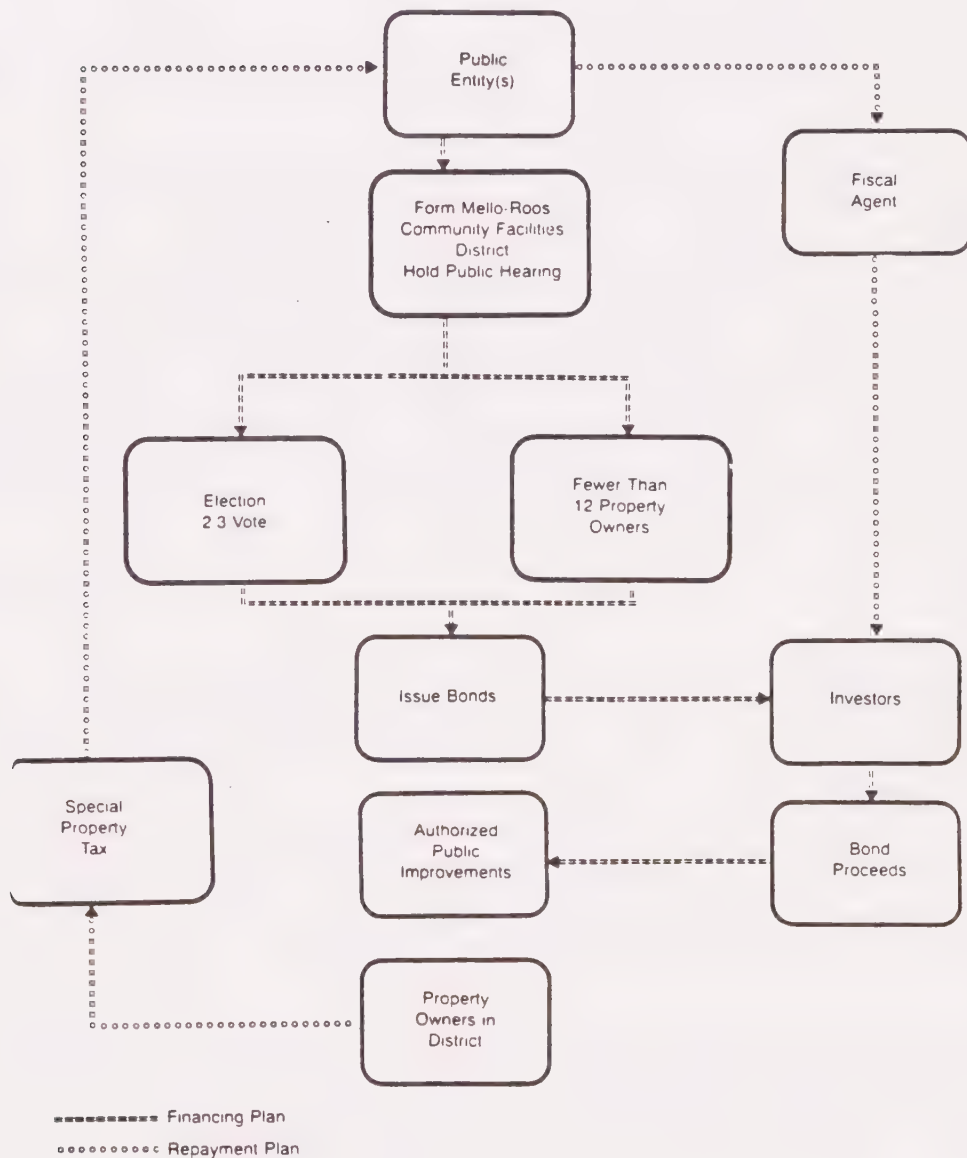 Public
Entity(s)
Fiscal
Agent
Form Mello-Roos
Community Facilities
District
Hold Public Hearing
Election
2 3 Vote
Fewer Than
12 Property
Owners
Issue Bonds
Investors
Special
Property
Tax
Authorized
Public
Improvements
Bond
Proceeds
Property
Owners in
District
Financing Plan
Repayment Plan